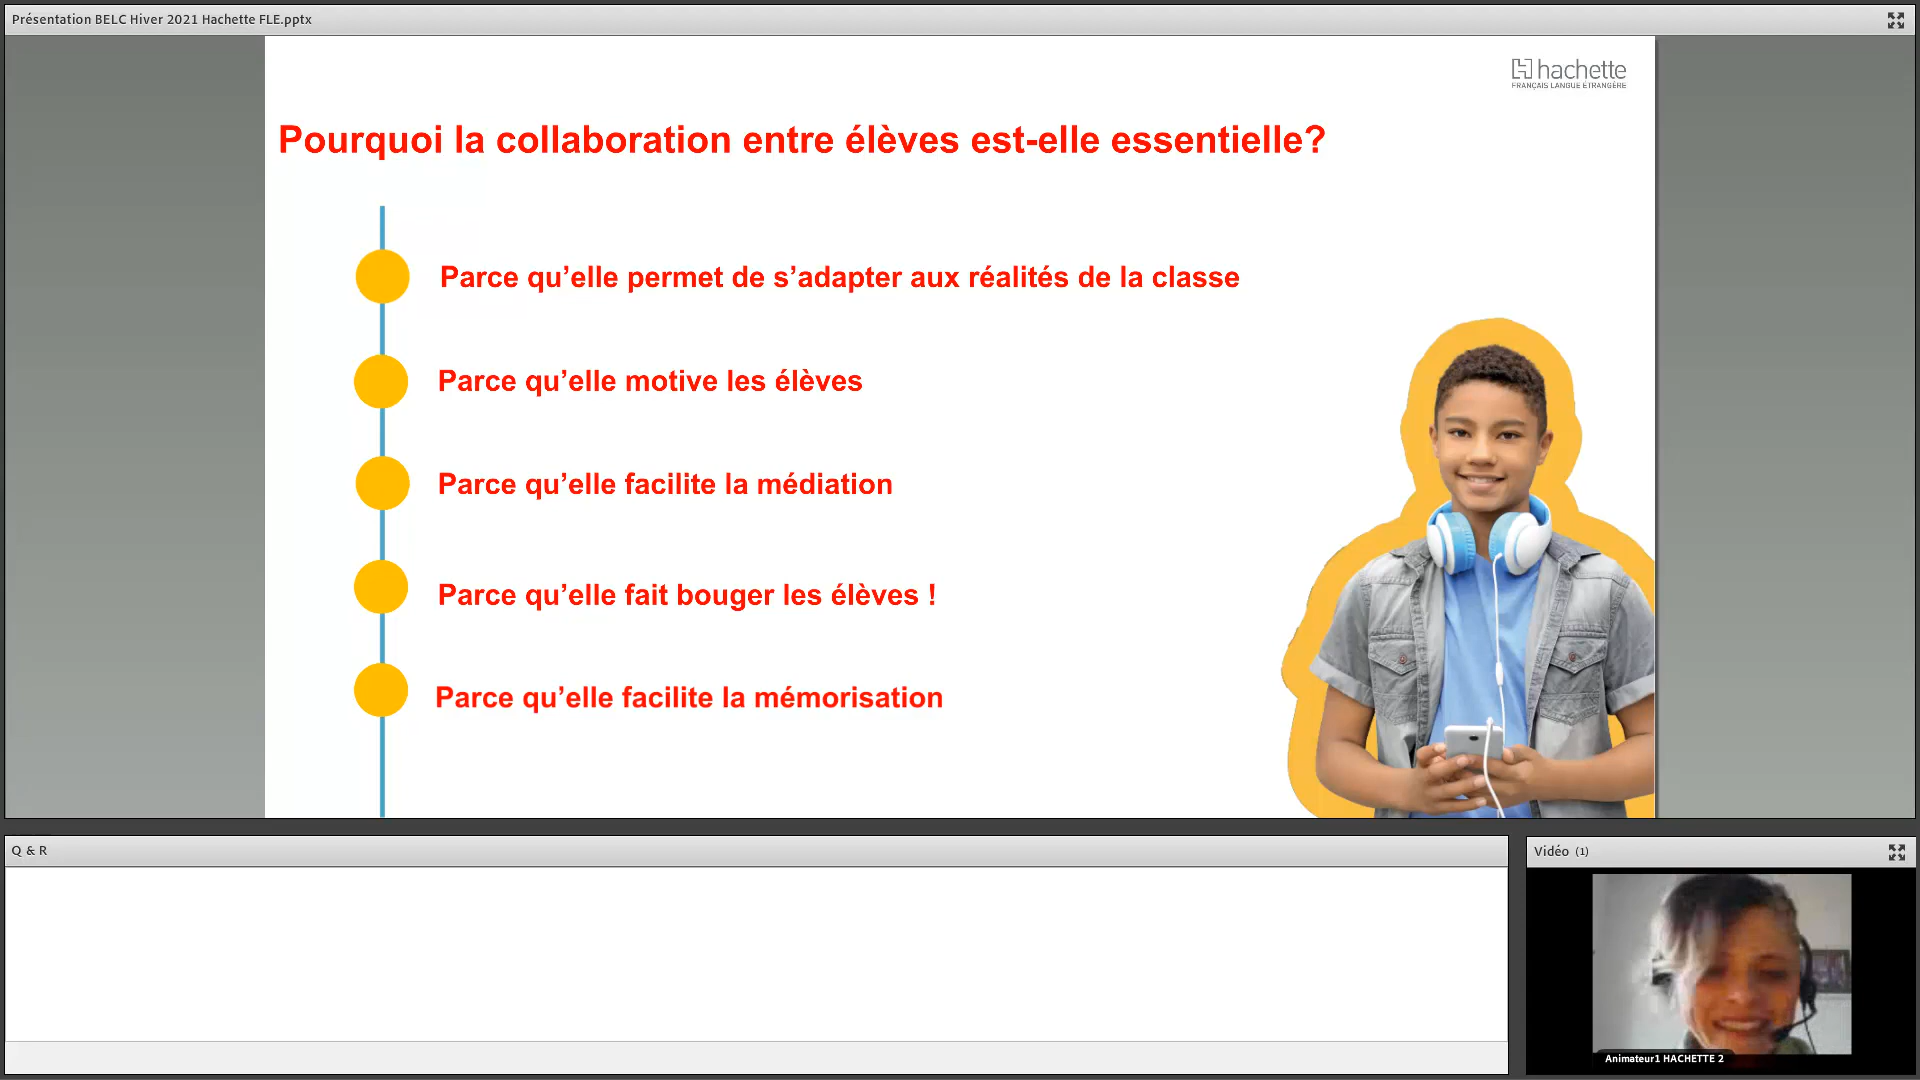 Présentation BELC Hiver 2021 Hachette FLE.pptx
hachette
FRANÇAIS LANGUE ÉTRANGÈRE
Pourquoi la collaboration entre élèves est-elle essentielle?
Parce qu’elle permet de s’adapter aux réalités de la classe
Parce qu’elle motive les élèves
Parce qu’elle facilite la médiation
Parce qu’elle fait bouger les élèves !
Parce qu’elle facilite la mémorisation
Q & R
Vidéo (1)
Animateur1 HACHETTE 2